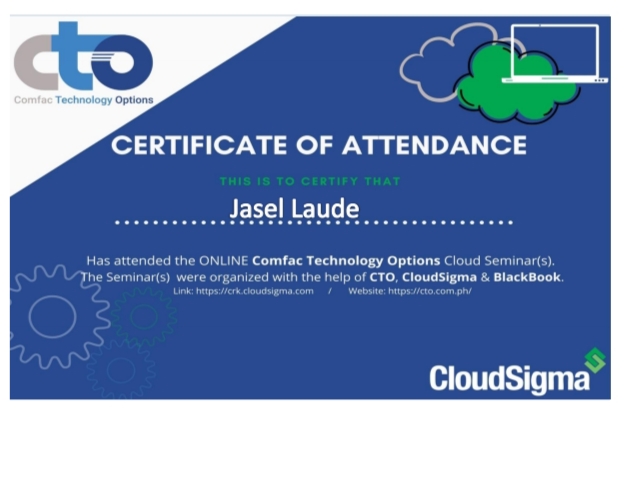 cto
Comfac Technology Options
CERTIFICATE OF ATTENDANCE
THIS IS TO CERTIFY THAT
Jasel Laude
Has attended the ONLINE Comfac Technology Options Cloud Seminar(s).
The Seminar(s) were organized with the help of CTO, CloudSigma & BlackBook.
Link: https://crk.cloudsigma.com / Website: https://cto.com.ph/
CloudSigma